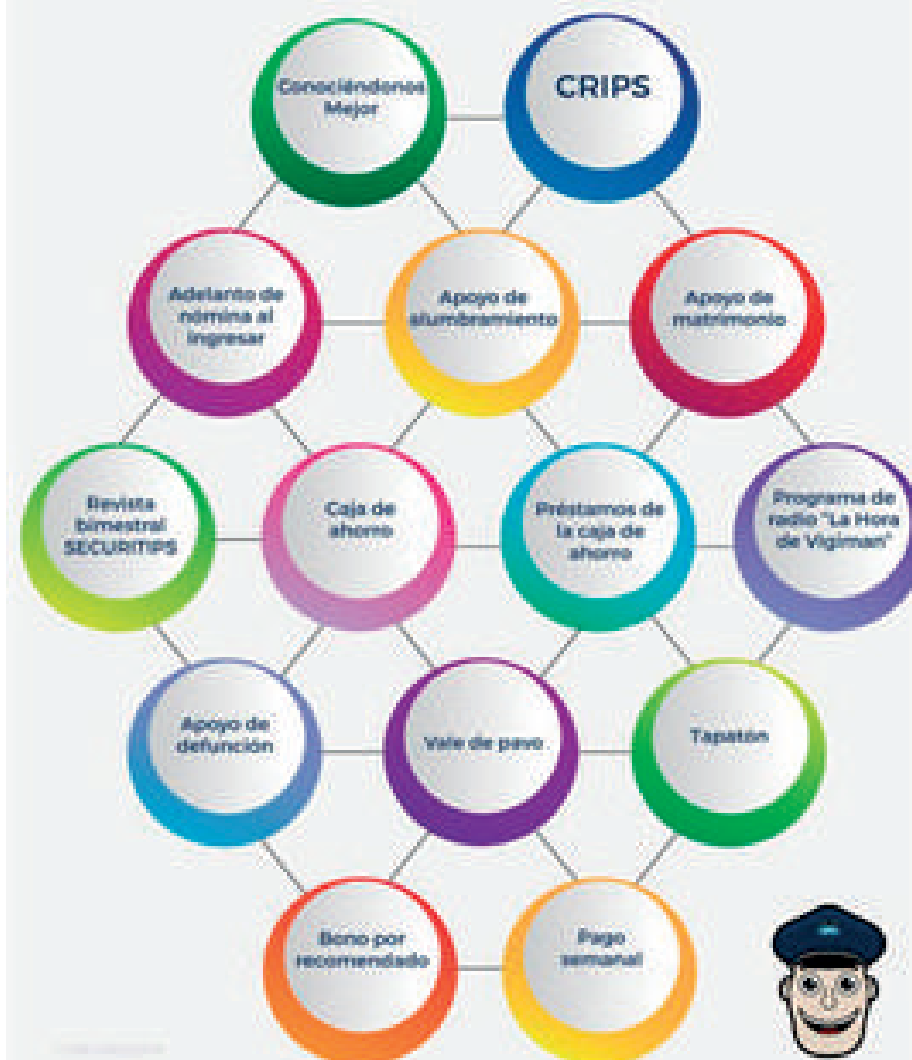 Conociéndonos
Mejor
CRIPS
Adelanto de
nómina al
ingresar
Apoyo de
alumbramiento
Apoyo de
matrimonio
Revista
bimestral
SECURITIPS
Caja de
ahorro
Préstamos de
la caja de
ahorro
Programa de
radio "La Hora
de Vigiman"
Apoyo de
defunción
Vale de pavo
Tapatón
Bono por
recomendado
Pago
semanal